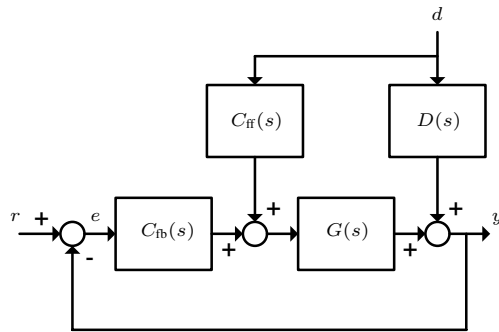 d
C_ff(s)
D(s)
+
+
r
+
e
C_fb(s)
+
G(s)
+
y
-